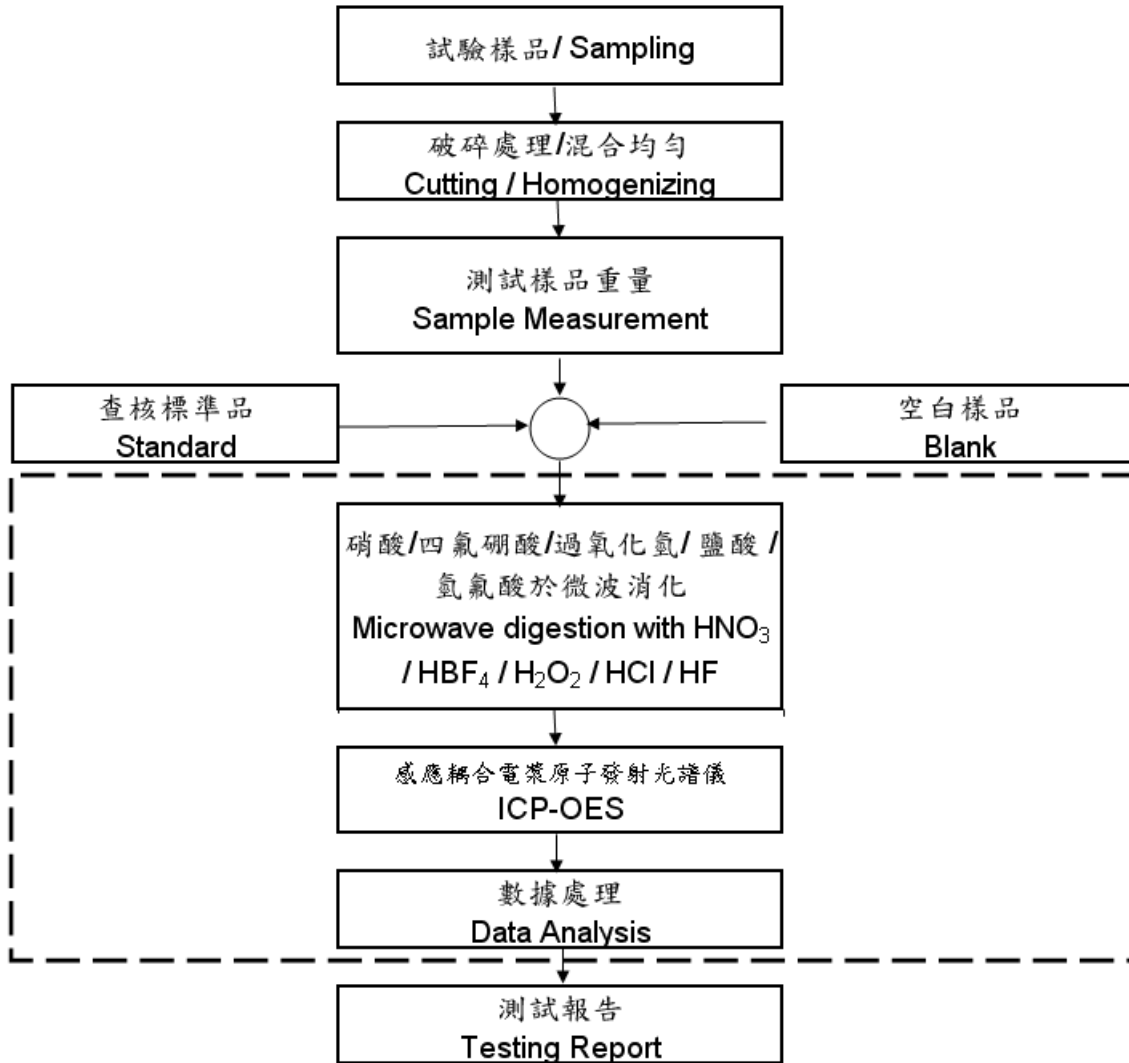 試驗樣品/ Sampling
破碎處理/混合均勻
Cutting / Homogenizing
測試樣品重量
Sample Measurement
查核標準品
Standard
空白樣品
Blank
硝酸/四氟硼酸/過氧化氫/ 鹽酸 /
氫氟酸於微波消化
Microwave digestion with HNO₃
/ HBF₄ / H₂O₂ / HCl / HF
感應耦合電漿原子發射光譜儀
ICP-OES
數據處理
Data Analysis
測試報告
Testing Report